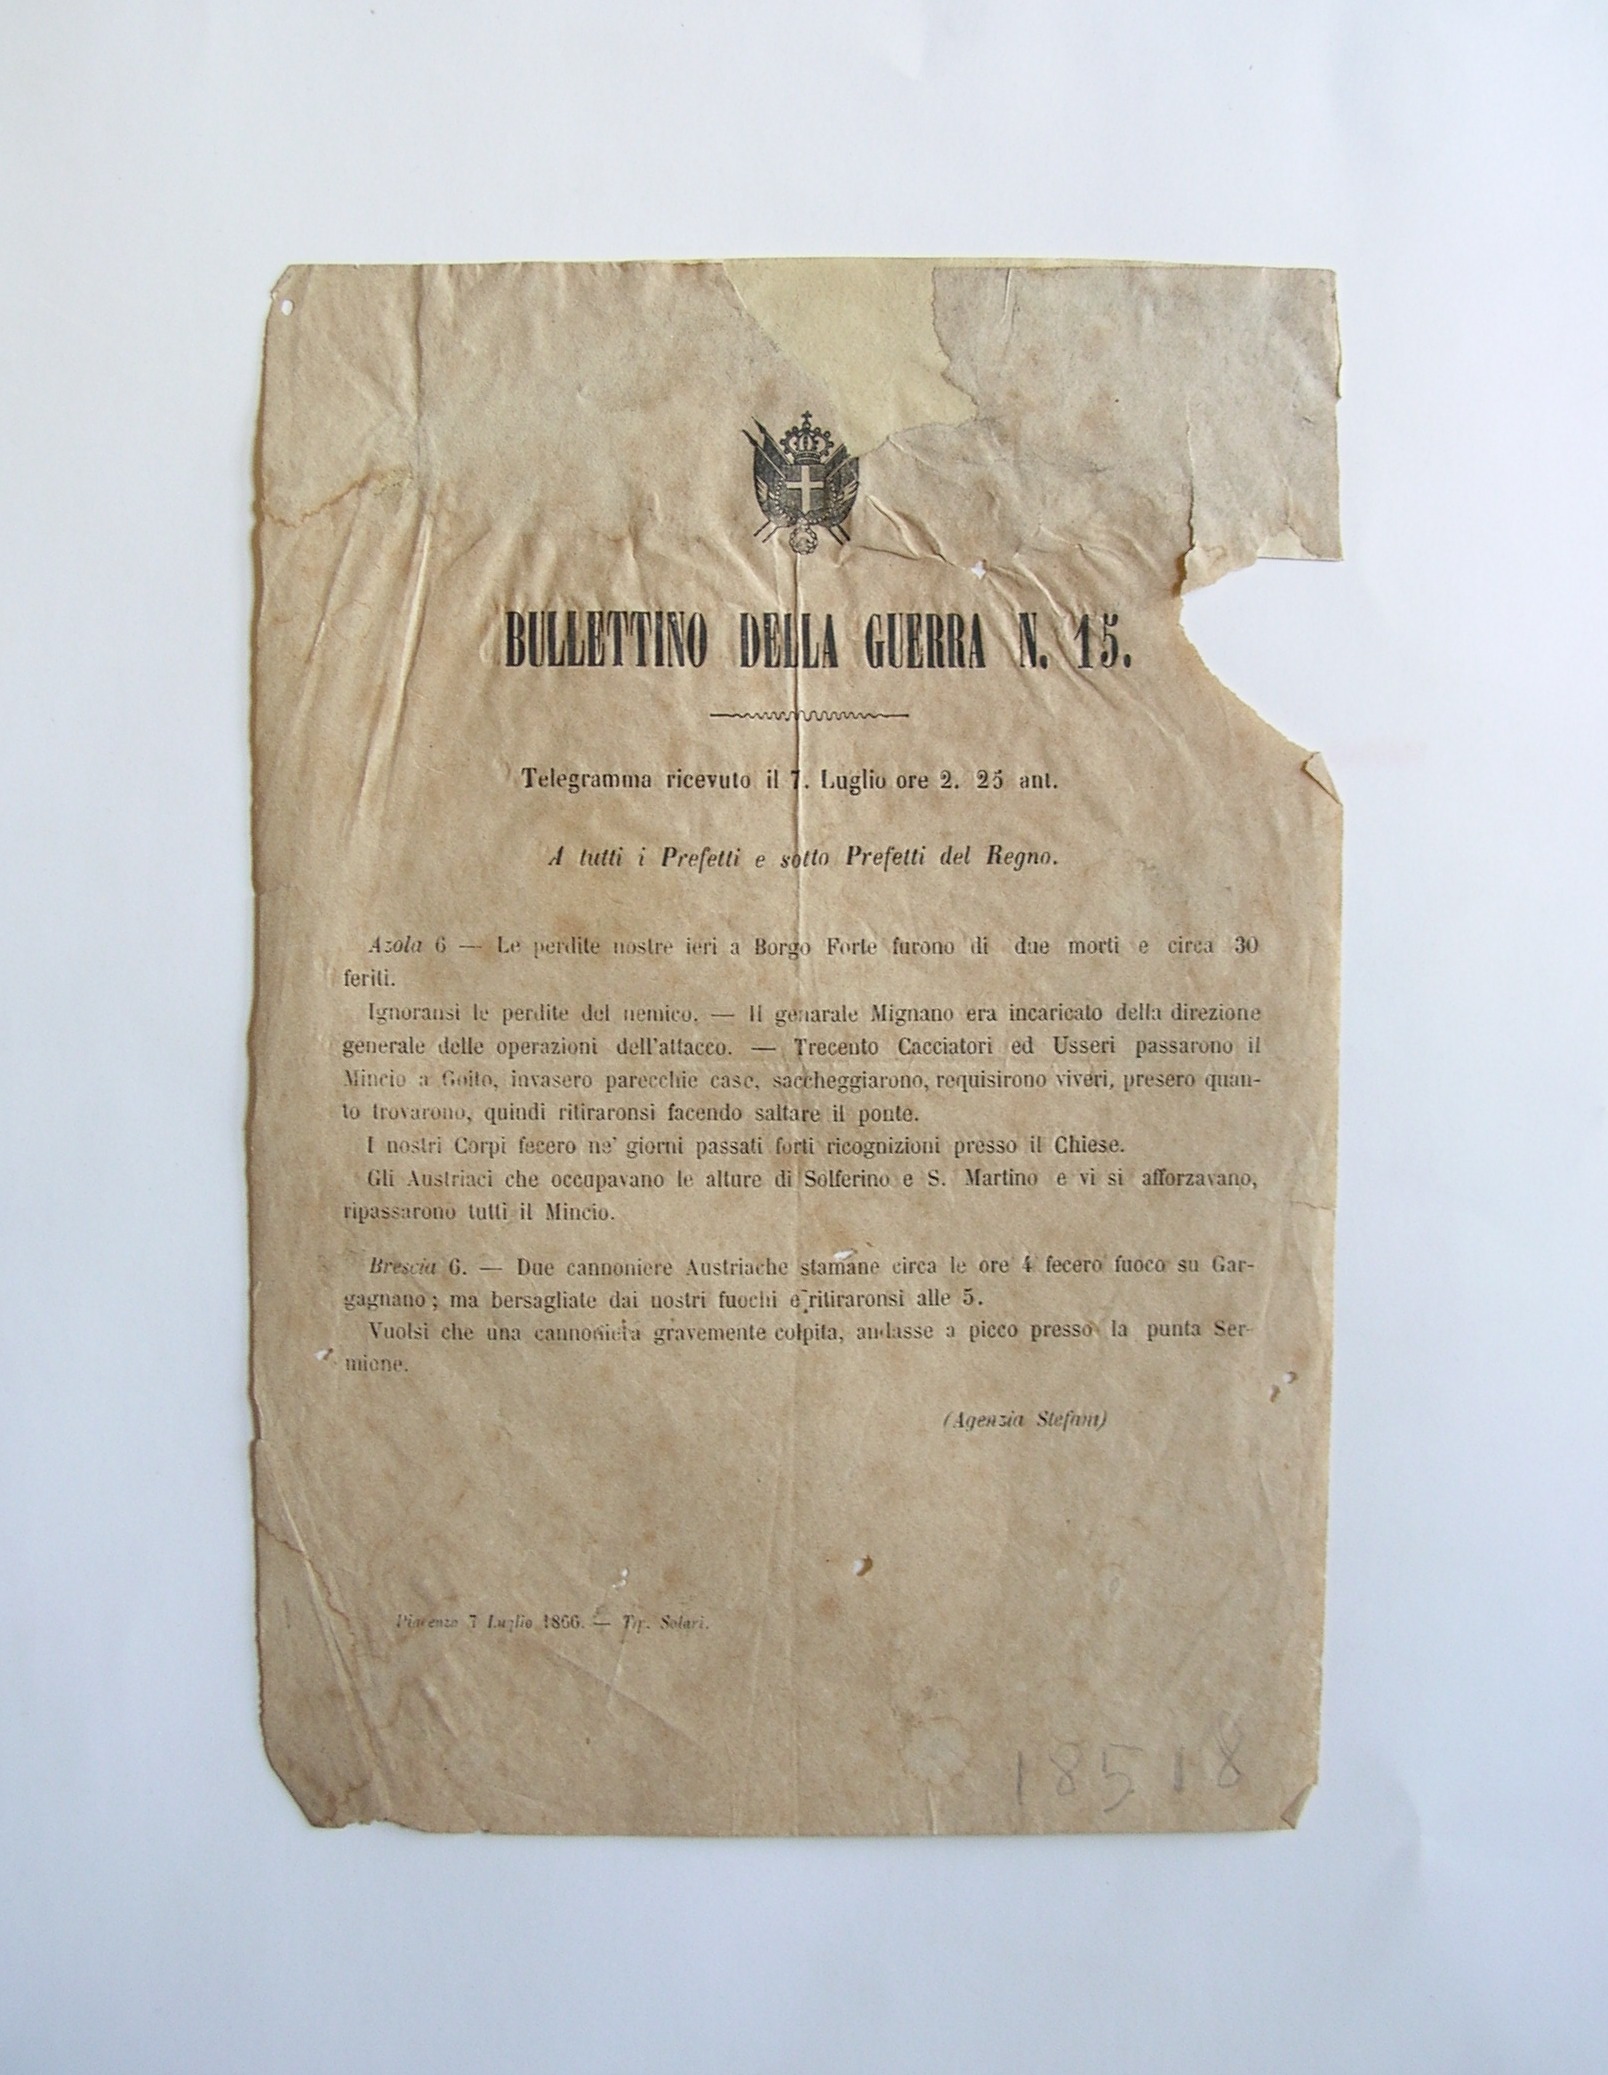 BULLETTINO DELLA GUERRA N. 15.
Telegramma ricevuto il 7. Luglio ore 2. 25 ant.
A tutti i Prefetti e sotto Prefetti del Regno.
Azola 6 — Le perdite nostre ieri a Borgo Forte furono di due morti e circa 30
feriti.
Ignoransi le perdite del nemico. — Il genarale Mignano era incaricato della direzione
generale delle operazioni dell'attacco. — Trecento Cacciatori ed Usseri passarono il
Mincio a Goito, invasero parecchie case, saccheggiarono, requisirono viveri, presero quan-
to trovarono, quindi ritiraronsi facendo saltare il ponte.
I nostri Corpi fecero ne' giorni passati forti ricognizioni presso il Chiese.
Gli Austriaci che occupavano le alture di Solferino e S. Martino e vi si afforzavano,
ripassarono tutti il Mincio.
Brescia 6. — Due cannoniere Austriache stamane circa le ore 4 fecero fuoco su Gar-
gagnano; ma bersagliate dai nostri fuochi e ritiraronsi alle 5.
Vuolsi che una cannoniera gravemente colpita, andasse a picco presso la punta Ser-
mione.
(Agenzia Stefani)
Piacenza 7 Luglio 1866. — Tip. Solari.
18518